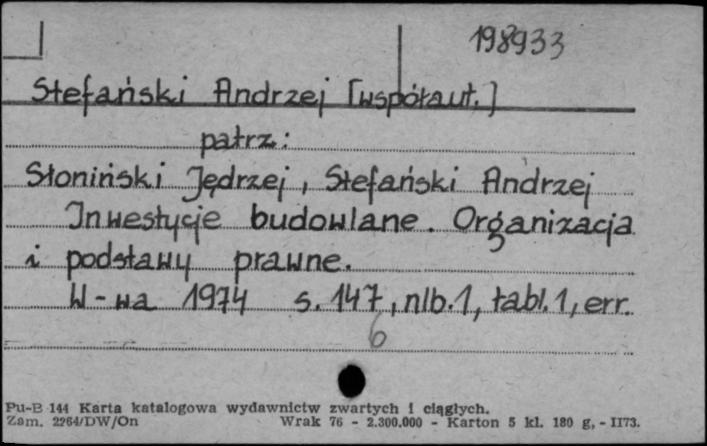 198933
Stefański Andrzej [współaut.]
patrz:
Słoniński Jędrzej, Stefański Andrzej
Inwestycje budowlane. Organizacja
i podstawy prawne.
W-wa 1974 s. 147, nlb. 1, tabl. 1, err.
6
Pu-B 144 Karta katalogowa wydawnictw zwartych i ciągłych.
Zam. 2264/DW/On Wrak 76 - 2.300.000 - Karton 5 kl. 180 g, - II73.